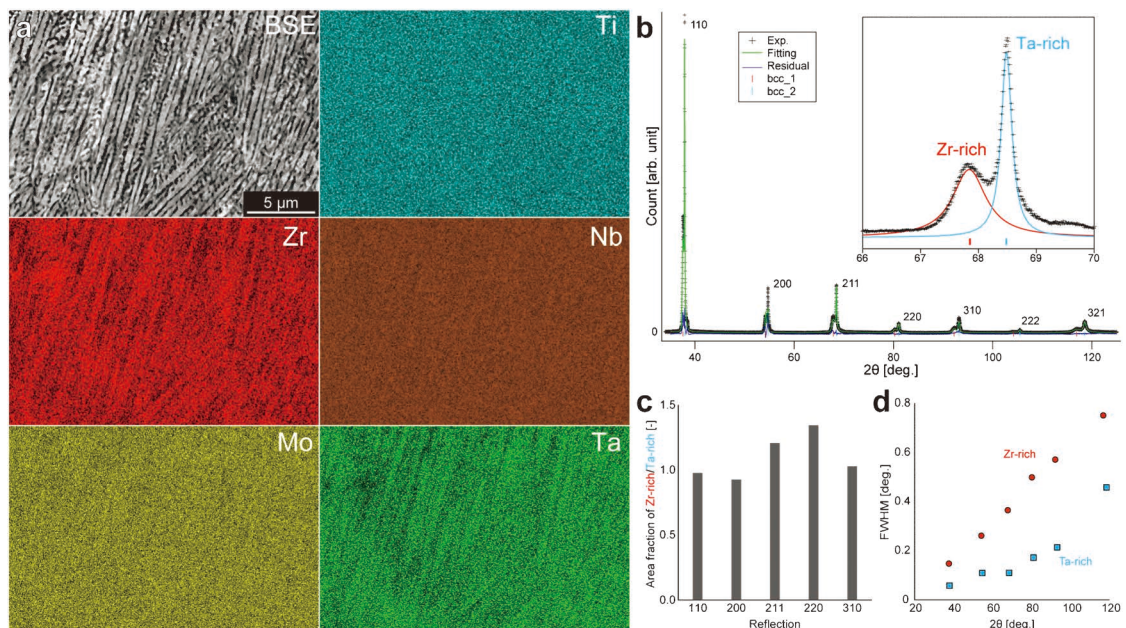 a
BSE
Ti
5 µm
Zr
Nb
Mo
Ta
b
110
+ Exp.
Fitting
Residual
bcc_1
bcc_2
Ta-rich
Zr-rich
66 67 68 69 70
Count [arb. unit]
200
211
220
310
222
321
0
40 60 80 100 120
2θ [deg.]
c
Area fraction of Zr-rich/Ta-rich [-]
1.5
1.0
0.5
0
110 200 211 220 310
Reflection
d
FWHM [deg.]
0.8
0.6
0.4
0.2
0
Zr-rich
Ta-rich
20 40 60 80 100 120
2θ [deg.]